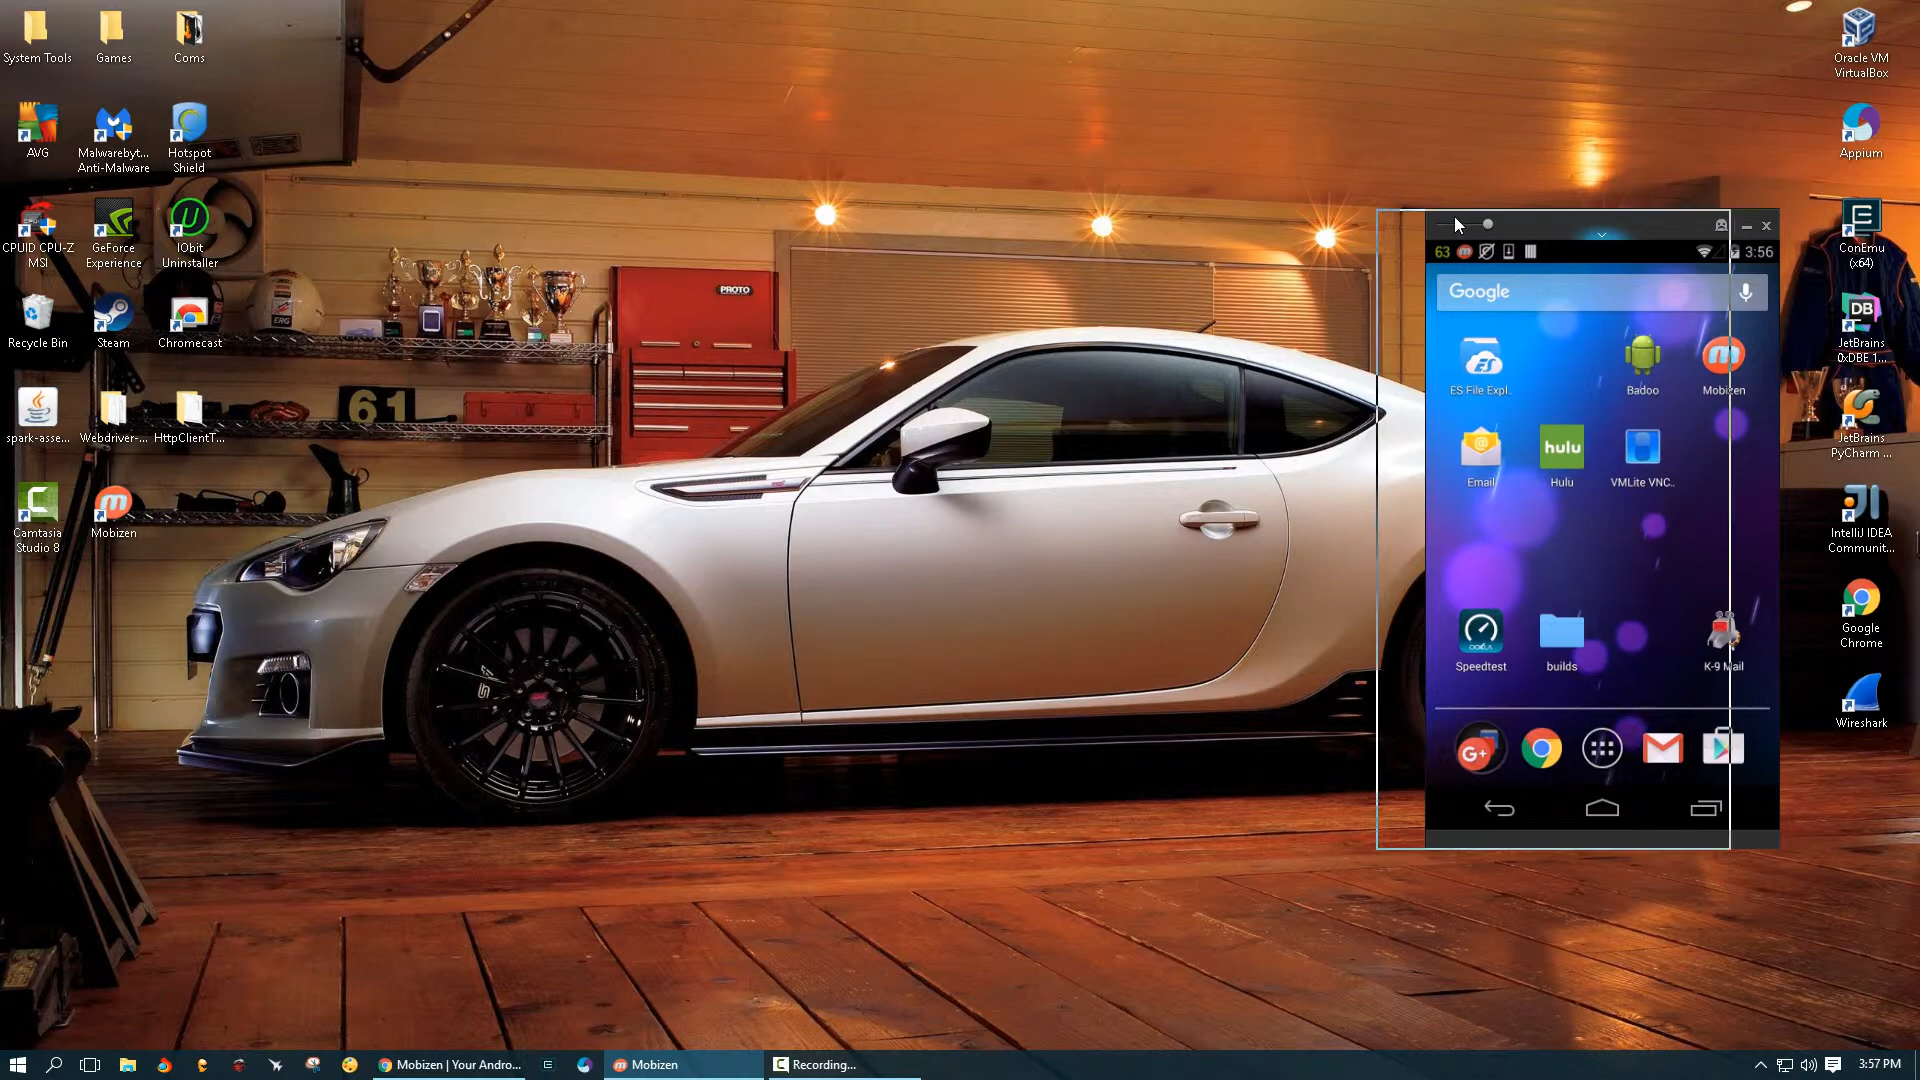 System Tools
Games
Coms
AVG
Malwarebyt...
Anti-Malware
Hotspot
Shield
CPUID CPU-Z
MSI
GeForce
Experience
IObit
Uninstaller
Recycle Bin
Steam
Chromecast
spark-asse...
Webdriver-...
HttpClientT...
Camtasia
Studio 8
Mobizen
PROTO
ERG
61
63
3:56
Google
ES File Expl..
Badoo
Mobizen
Email
hulu
Hulu
VMLite VNC..
OOKLA
Speedtest
builds
K-9 Mail
G+
Oracle VM
VirtualBox
Appium
ConEmu
(x64)
DB
JetBrains
0xDBE 1...
JetBrains
PyCharm ...
IntelliJ IDEA
Communit...
Google
Chrome
Wireshark
Mobizen | Your Andro...
Mobizen
Recording...
3:57 PM